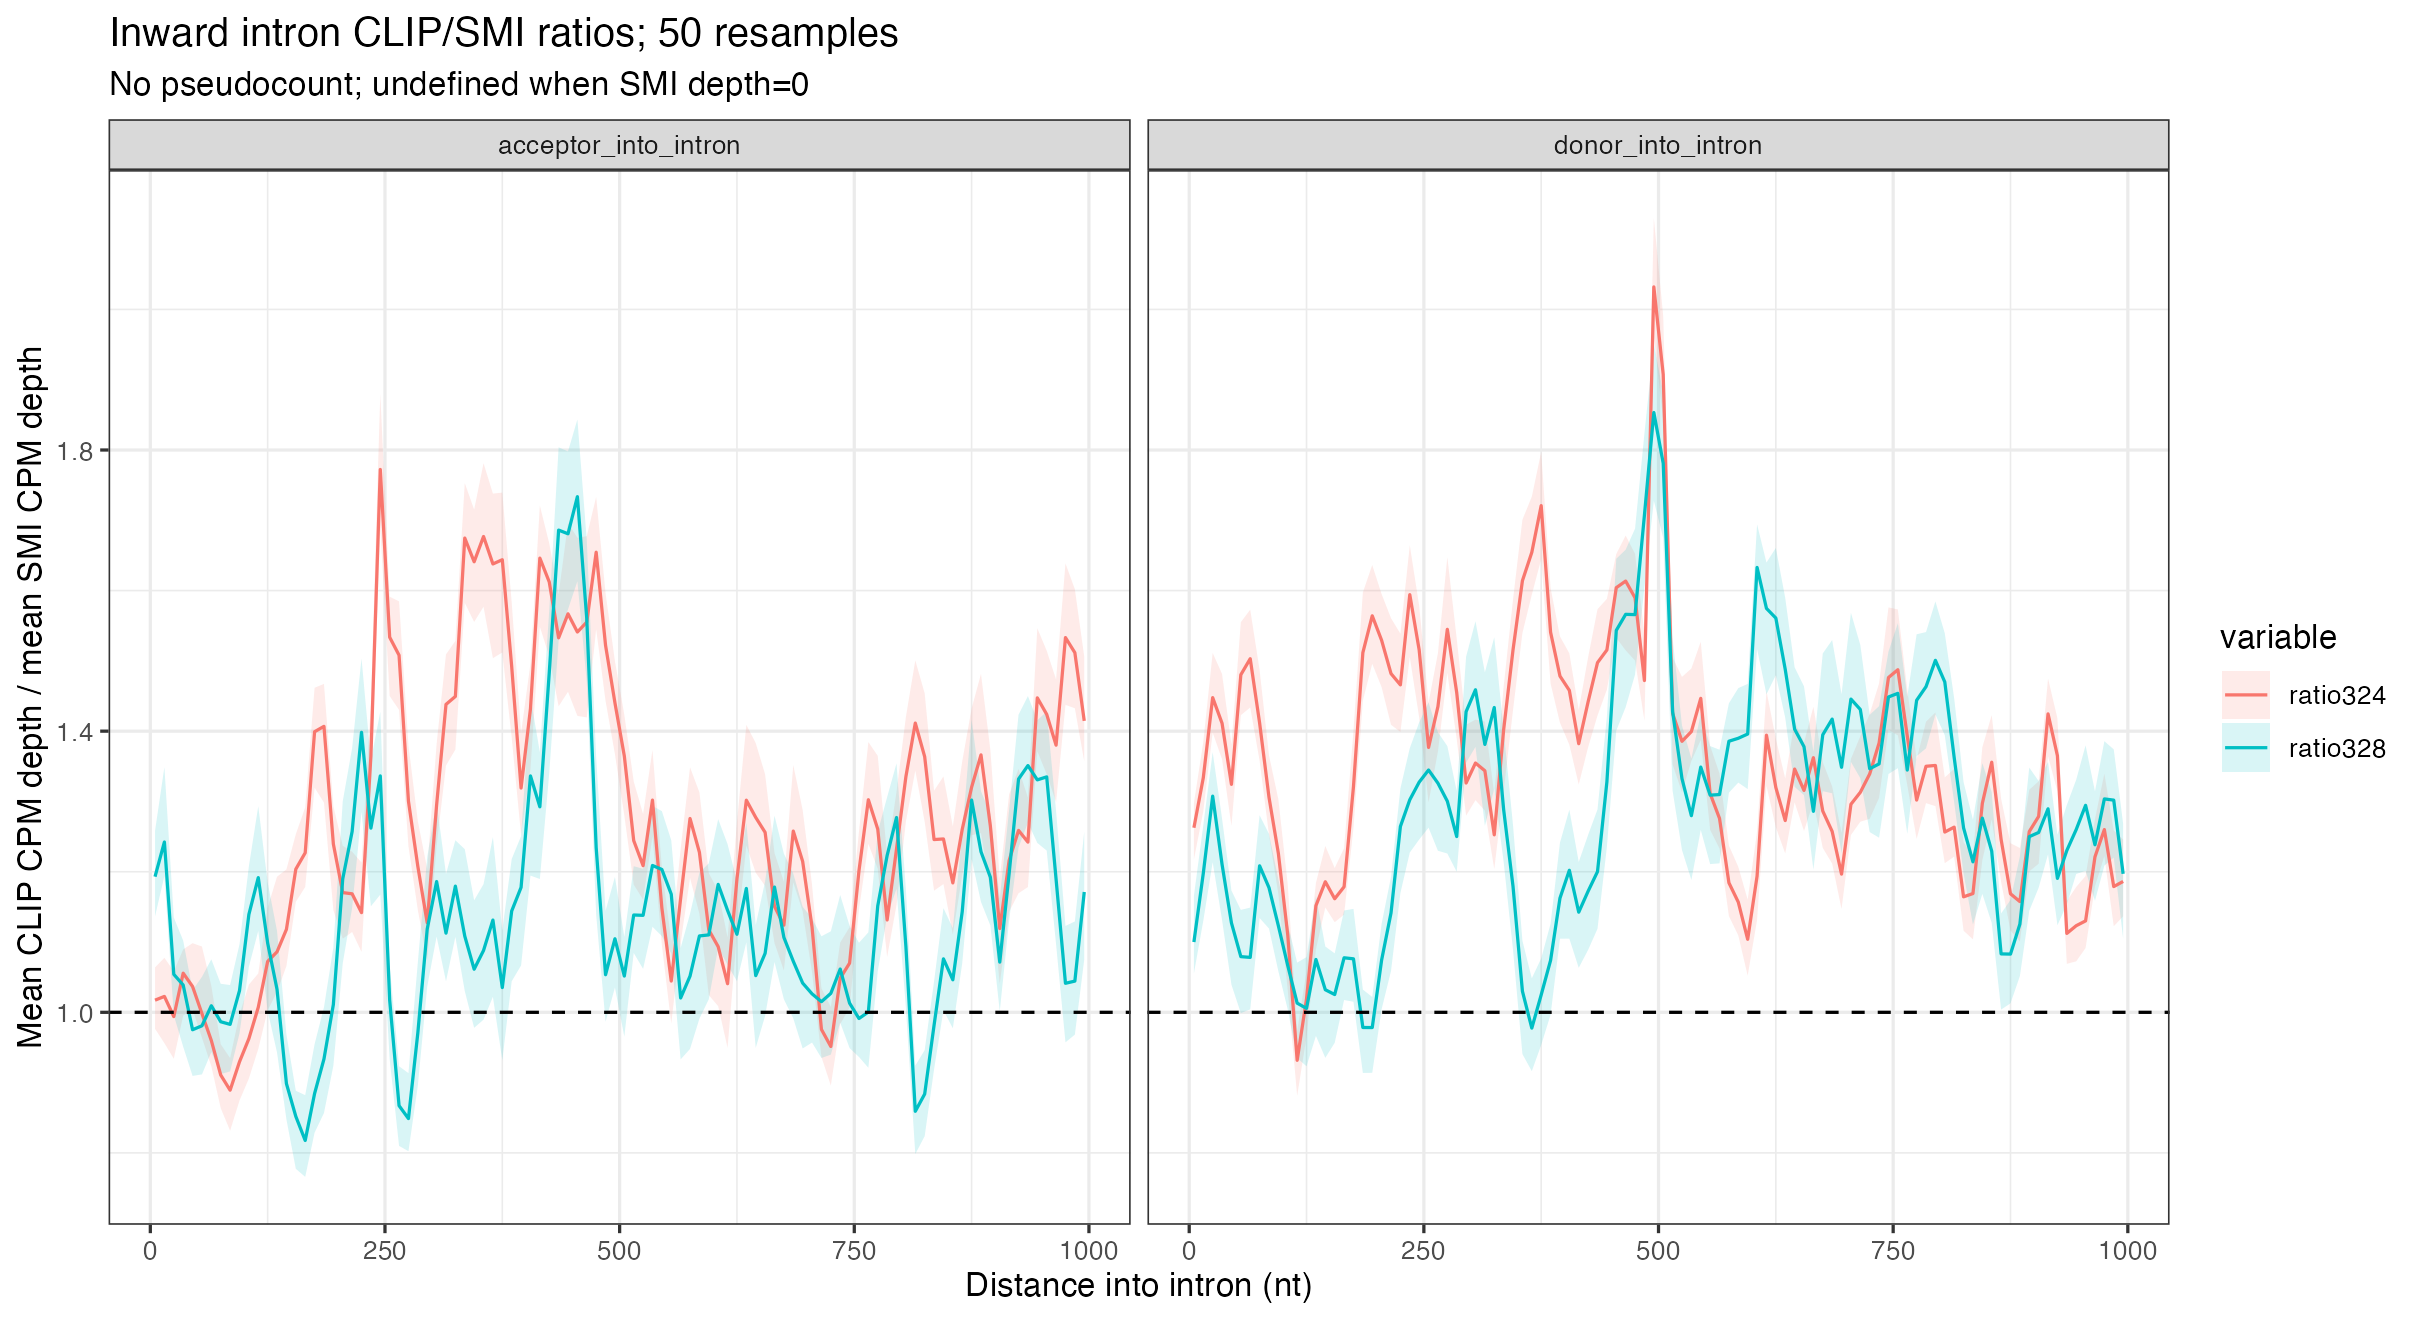 Inward intron CLIP/SMI ratios; 50 resamples
No pseudocount; undefined when SMI depth=0
acceptor_into_intron
donor_into_intron
Mean CLIP CPM depth / mean SMI CPM depth
1.8
1.4
1.0
0 250 500 750 1000
0 250 500 750 1000
Distance into intron (nt)
variable
ratio324
ratio328